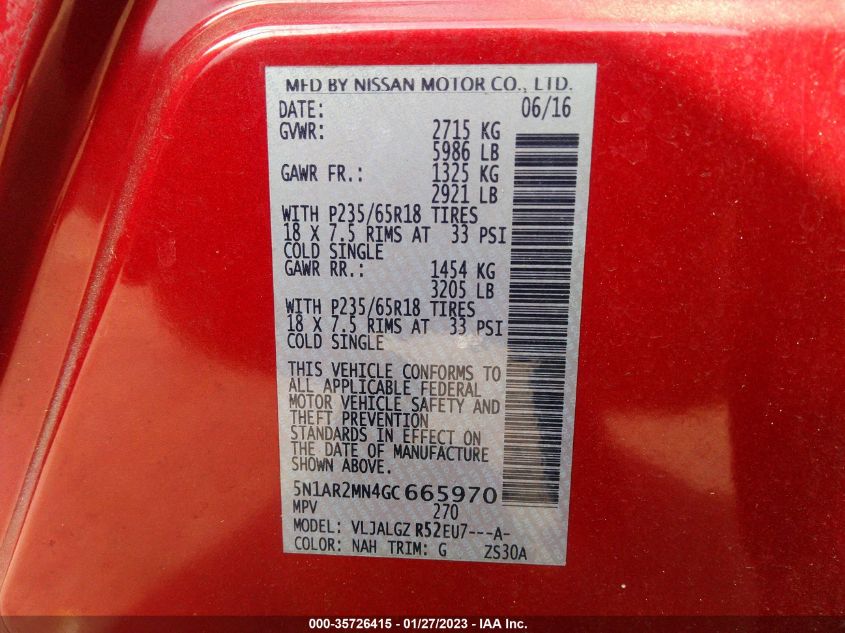 MFD BY NISSAN MOTOR CO., LTD.
DATE: 06/16
GVWR: 2715 KG
5986 LB
GAWR FR.: 1325 KG
2921 LB
WITH P235/65R18 TIRES
18 X 7.5 RIMS AT 33 PSI
COLD SINGLE
GAWR RR.: 1454 KG
3205 LB
WITH P235/65R18 TIRES
18 X 7.5 RIMS AT 33 PSI
COLD SINGLE
THIS VEHICLE CONFORMS TO
ALL APPLICABLE FEDERAL
MOTOR VEHICLE SAFETY AND
THEFT PREVENTION
STANDARDS IN EFFECT ON
THE DATE OF MANUFACTURE
SHOWN ABOVE.
5N1AR2MN4GC665970
MPV 270
MODEL: VLJALGZ R52EU7---A-
COLOR: NAH TRIM: G ZS30A
000-35726415 — 01/27/2023 — IAA Inc.